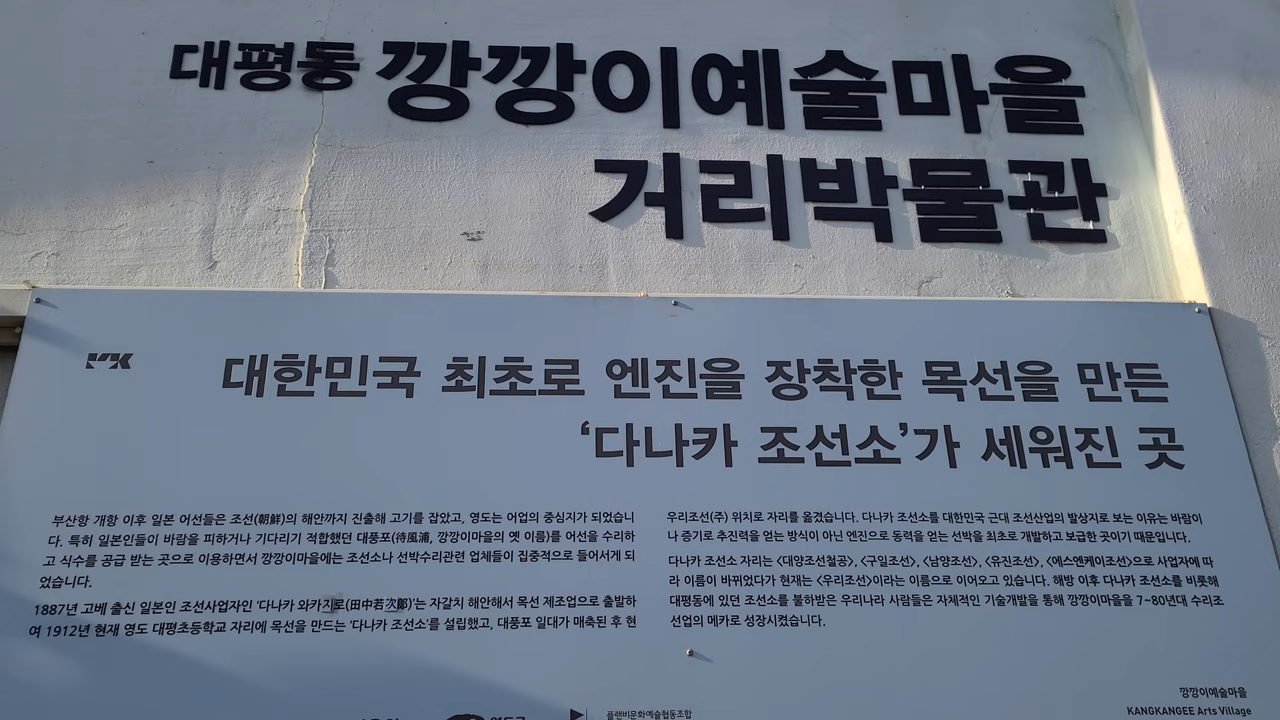 대평동 깡깡이예술마을
거리박물관
대한민국 최초로 엔진을 장착한 목선을 만든
‘다나카 조선소’가 세워진 곳
부산항 개항 이후 일본 어선들은 조선(朝鮮)의 해안까지 진출해 고기를 잡았고, 영도는 어업의 중심지가 되었습니
다. 특히 일본인들이 바람을 피하거나 기다리기 적합했던 대풍포(待風浦, 깡깡이마을의 옛 이름)를 어선을 수리하
고 식수를 공급 받는 곳으로 이용하면서 깡깡이마을에는 조선소나 선박수리관련 업체들이 집중적으로 들어서게 되
었습니다.
1887년 고베 출신 일본인 조선사업자인 ‘다나카 와카지로(田中若次郞)’는 자갈치 해안해서 목선 제조업으로 출발하
여 1912년 현재 영도 대평초등학교 자리에 목선을 만드는 ‘다나카 조선소’를 설립했고, 대풍포 일대가 매축된 후 현
우리조선(주) 위치로 자리를 옮겼습니다. 다나카 조선소를 대한민국 근대 조선산업의 발상지로 보는 이유는 바람이
나 증기로 추진력을 얻는 방식이 아닌 엔진으로 동력을 얻는 선박을 최초로 개발하고 보급한 곳이기 때문입니다.
다나카 조선소 자리는 <대양조선철공>, <구일조선>, <남양조선>, <유진조선>, <에스엔케이조선>으로 사업자에 따
라 이름이 바뀌었다가 현재는 <우리조선>이라는 이름으로 이어오고 있습니다. 해방 이후 다나카 조선소를 비롯해
대평동에 있던 조선소를 불하받은 우리나라 사람들은 자체적인 기술개발을 통해 깡깡이마을을 7~80년대 수리조
선업의 메카로 성장시켰습니다.
플랜비문화예술협동조합
깡깡이예술마을
KANGKANGEE Arts Village